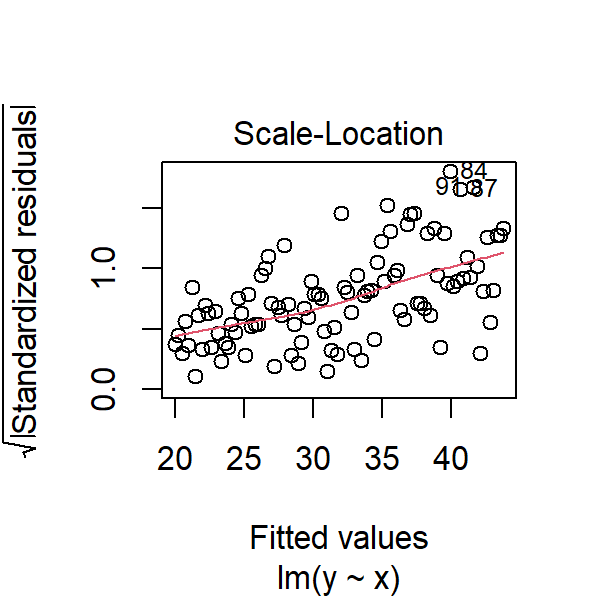 Scale-Location
√|Standardized residuals|
0.0 1.0
84
91 87
20 25 30 35 40
Fitted values
lm(y ~ x)